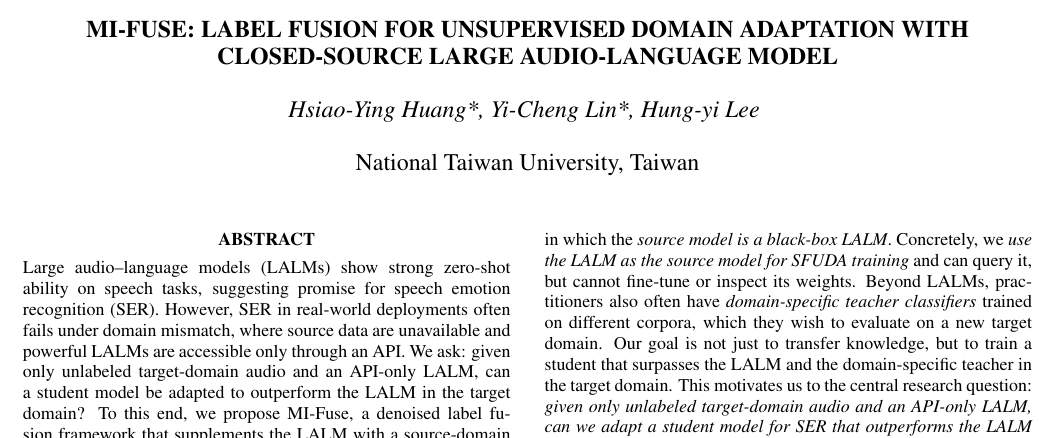 MI-FUSE: LABEL FUSION FOR UNSUPERVISED DOMAIN ADAPTATION WITH
CLOSED-SOURCE LARGE AUDIO-LANGUAGE MODEL
Hsiao-Ying Huang*, Yi-Cheng Lin*, Hung-yi Lee
National Taiwan University, Taiwan
ABSTRACT
Large audio–language models (LALMs) show strong zero-shot
ability on speech tasks, suggesting promise for speech emotion
recognition (SER). However, SER in real-world deployments often
fails under domain mismatch, where source data are unavailable and
powerful LALMs are accessible only through an API. We ask: given
only unlabeled target-domain audio and an API-only LALM, can
a student model be adapted to outperform the LALM in the target
domain? To this end, we propose MI-Fuse, a denoised label fu-
sion framework that supplements the LALM with a source-domain
in which the source model is a black-box LALM. Concretely, we use
the LALM as the source model for SFUDA training and can query it,
but cannot fine-tune or inspect its weights. Beyond LALMs, prac-
titioners also often have domain-specific teacher classifiers trained
on different corpora, which they wish to evaluate on a new target
domain. Our goal is not just to transfer knowledge, but to train a
student that surpasses the LALM and the domain-specific teacher in
the target domain. This motivates us to the central research question:
given only unlabeled target-domain audio and an API-only LALM,
can we adapt a student model for SER that outperforms the LALM